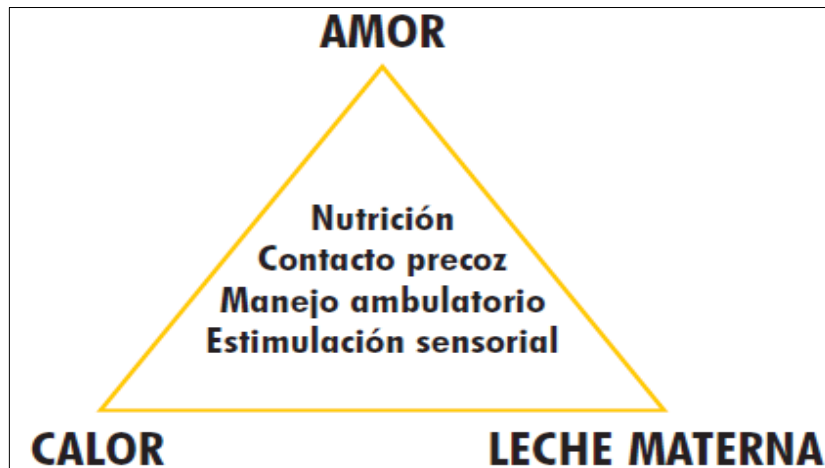 AMOR
Nutrición
Contacto precoz
Manejo ambulatorio
Estimulación sensorial
CALOR
LECHE MATERNA